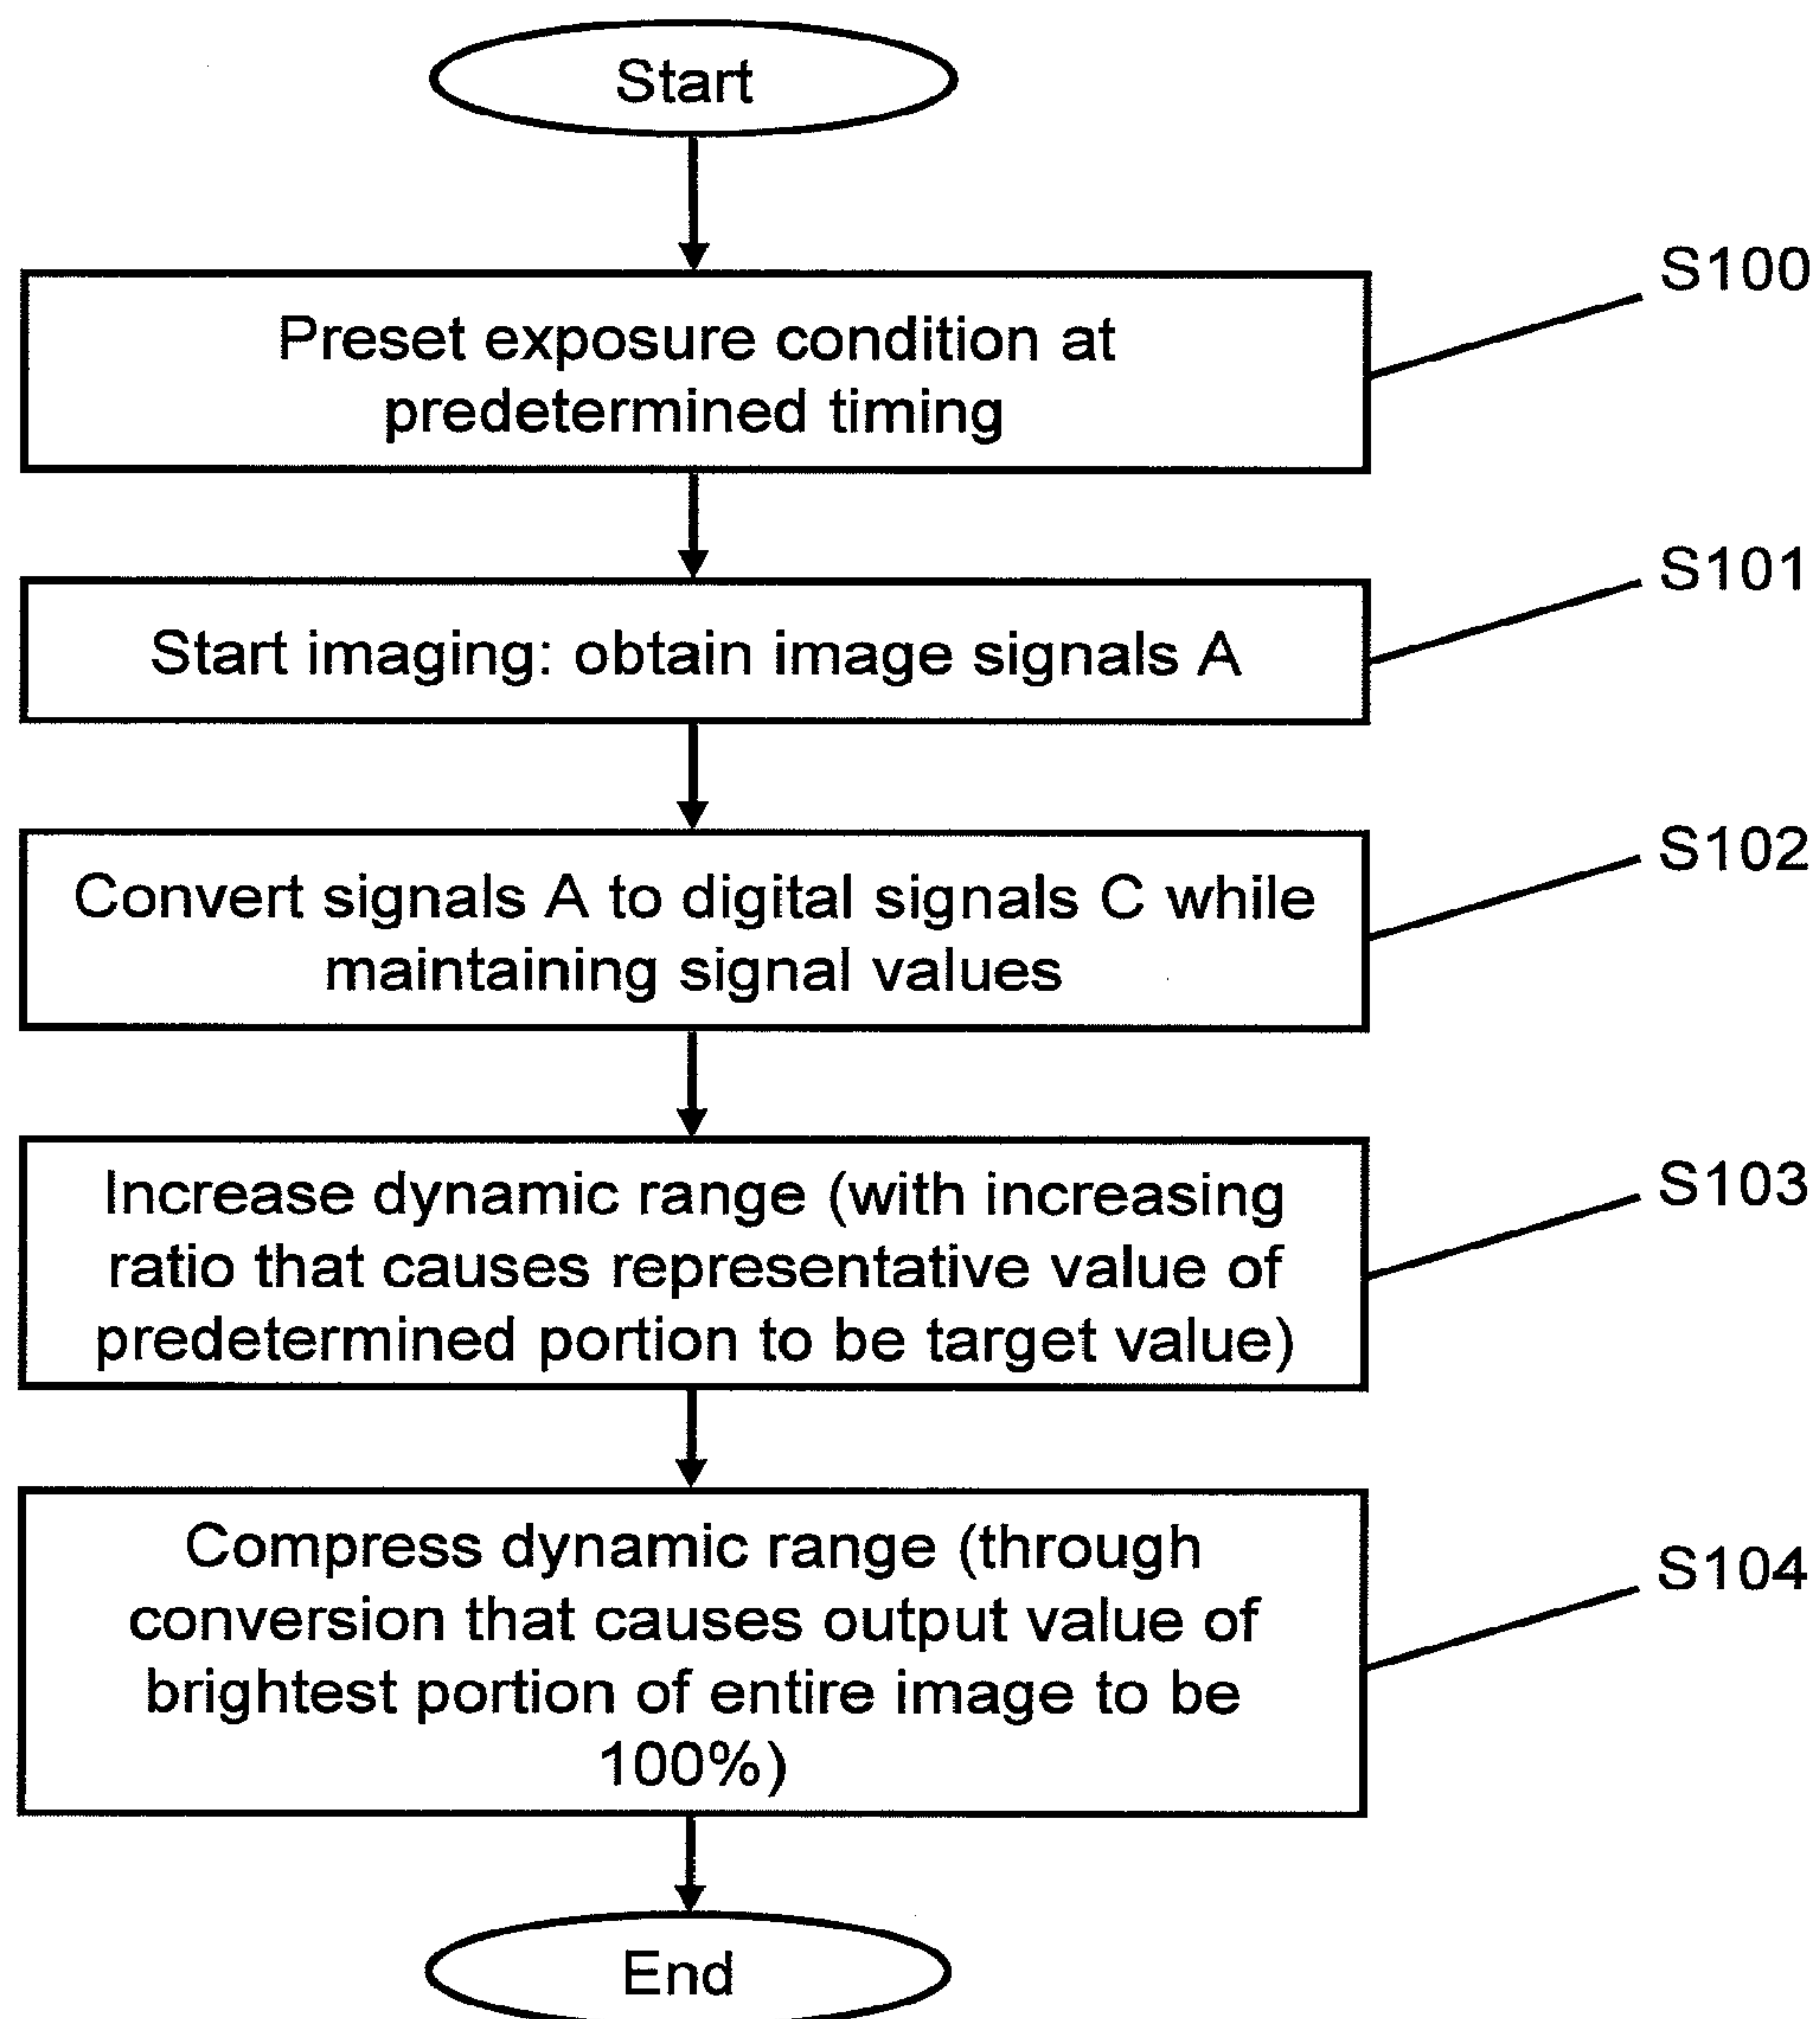 Start
S100
Preset exposure condition at
predetermined timing
S101
Start imaging: obtain image signals A
S102
Convert signals A to digital signals C while
maintaining signal values
S103
Increase dynamic range (with increasing
ratio that causes representative value of
predetermined portion to be target value)
S104
Compress dynamic range (through
conversion that causes output value of
brightest portion of entire image to be
100%)
End